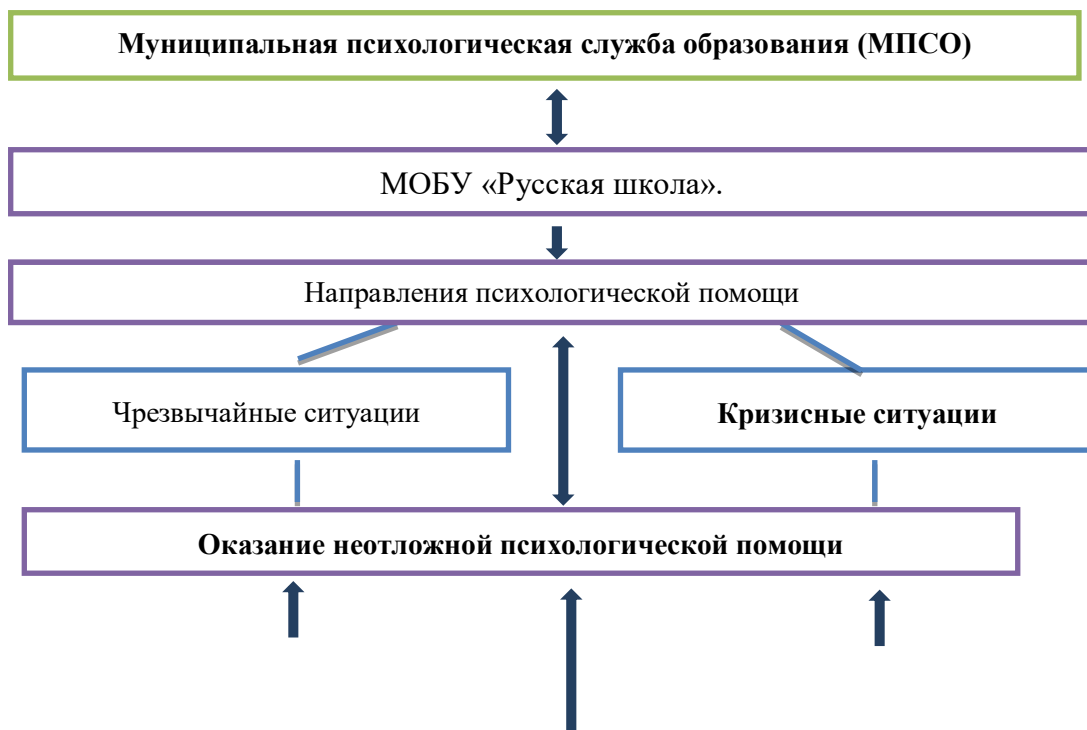 Муниципальная психологическая служба образования (МПСО)
МОБУ «Русская школа».
Направления психологической помощи
Чрезвычайные ситуации
Кризисные ситуации
Оказание неотложной психологической помощи